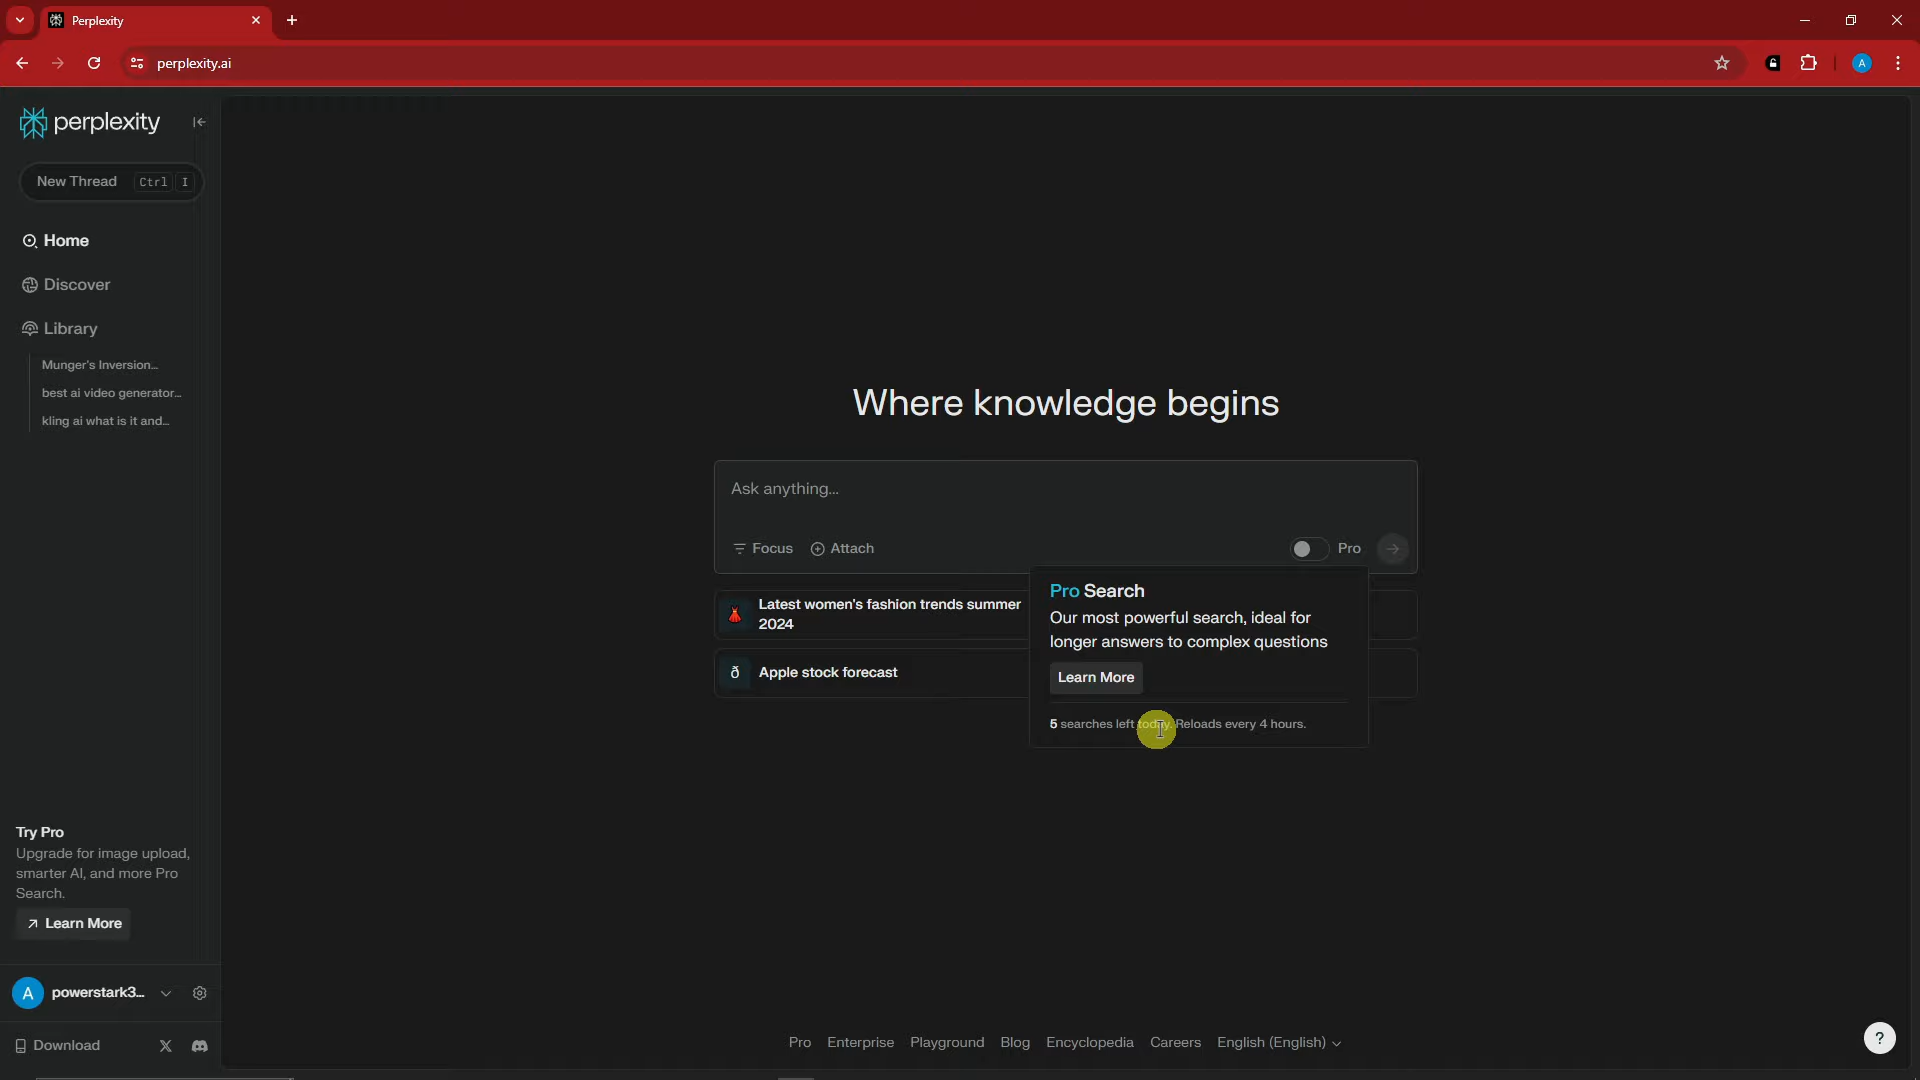 Perplexity
perplexity.ai
perplexity
New Thread Ctrl I
Home
Discover
Library
Munger's Inversion...
best ai video generator...
kling ai what is it and...
Where knowledge begins
Ask anything...
Focus Attach Pro
Latest women's fashion trends summer
2024
ð Apple stock forecast
Pro Search
Our most powerful search, ideal for
longer answers to complex questions
Learn More
5 searches left today. Reloads every 4 hours.
Try Pro
Upgrade for image upload,
smarter AI, and more Pro
Search.
Learn More
A powerstark3...
Download
Pro Enterprise Playground Blog Encyclopedia Careers English (English)
?
A